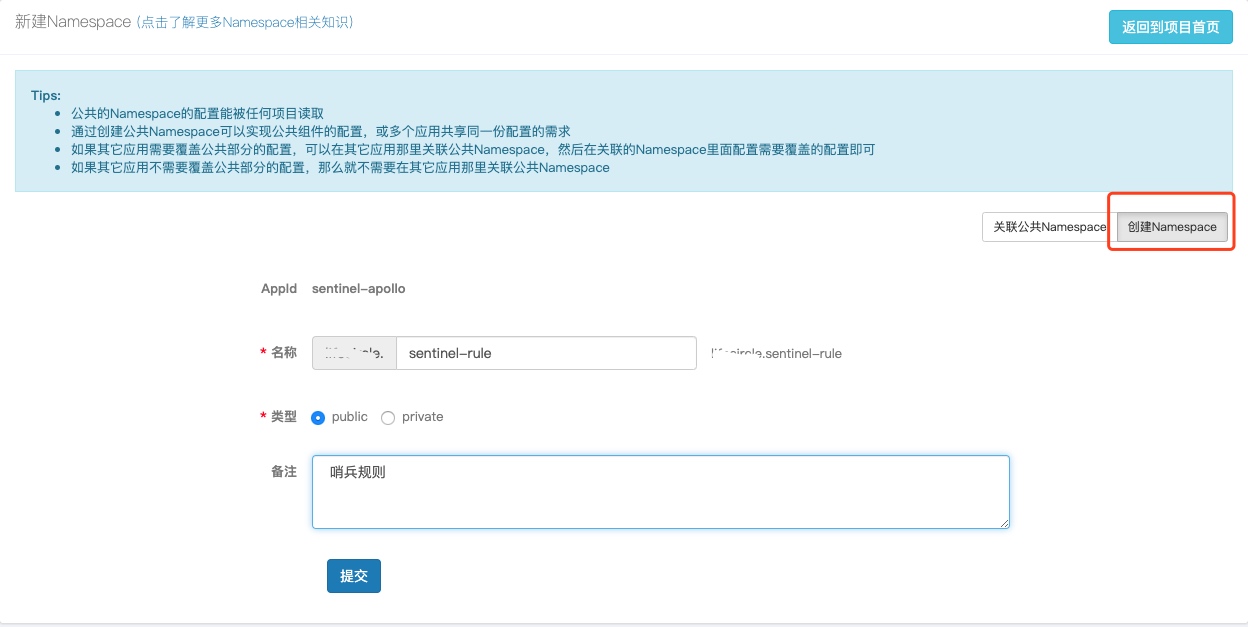 新建Namespace (点击了解更多Namespace相关知识)
返回到项目首页
Tips:
公共的Namespace的配置能被任何项目读取
通过创建公共Namespace可以实现公共组件的配置，或多个应用共享同一份配置的需求
如果其它应用需要覆盖公共部分的配置，可以在其它应用那里关联公共Namespace，然后在关联的Namespace里面配置需要覆盖的配置即可
如果其它应用不需要覆盖公共部分的配置，那么就不需要在其它应用那里关联公共Namespace
关联公共Namespace 创建Namespace
AppId sentinel-apollo
* 名称 sentinel-rule .sentinel-rule
* 类型 public private
备注 哨兵规则
提交